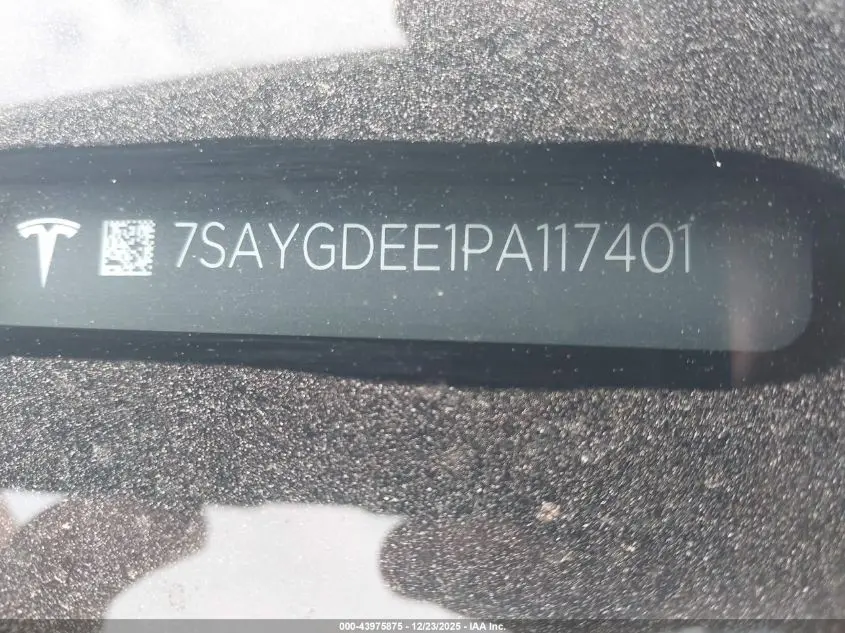 7SAYGDEE1PA117401
000-43975875 - 12/23/2025 - IAA Inc.